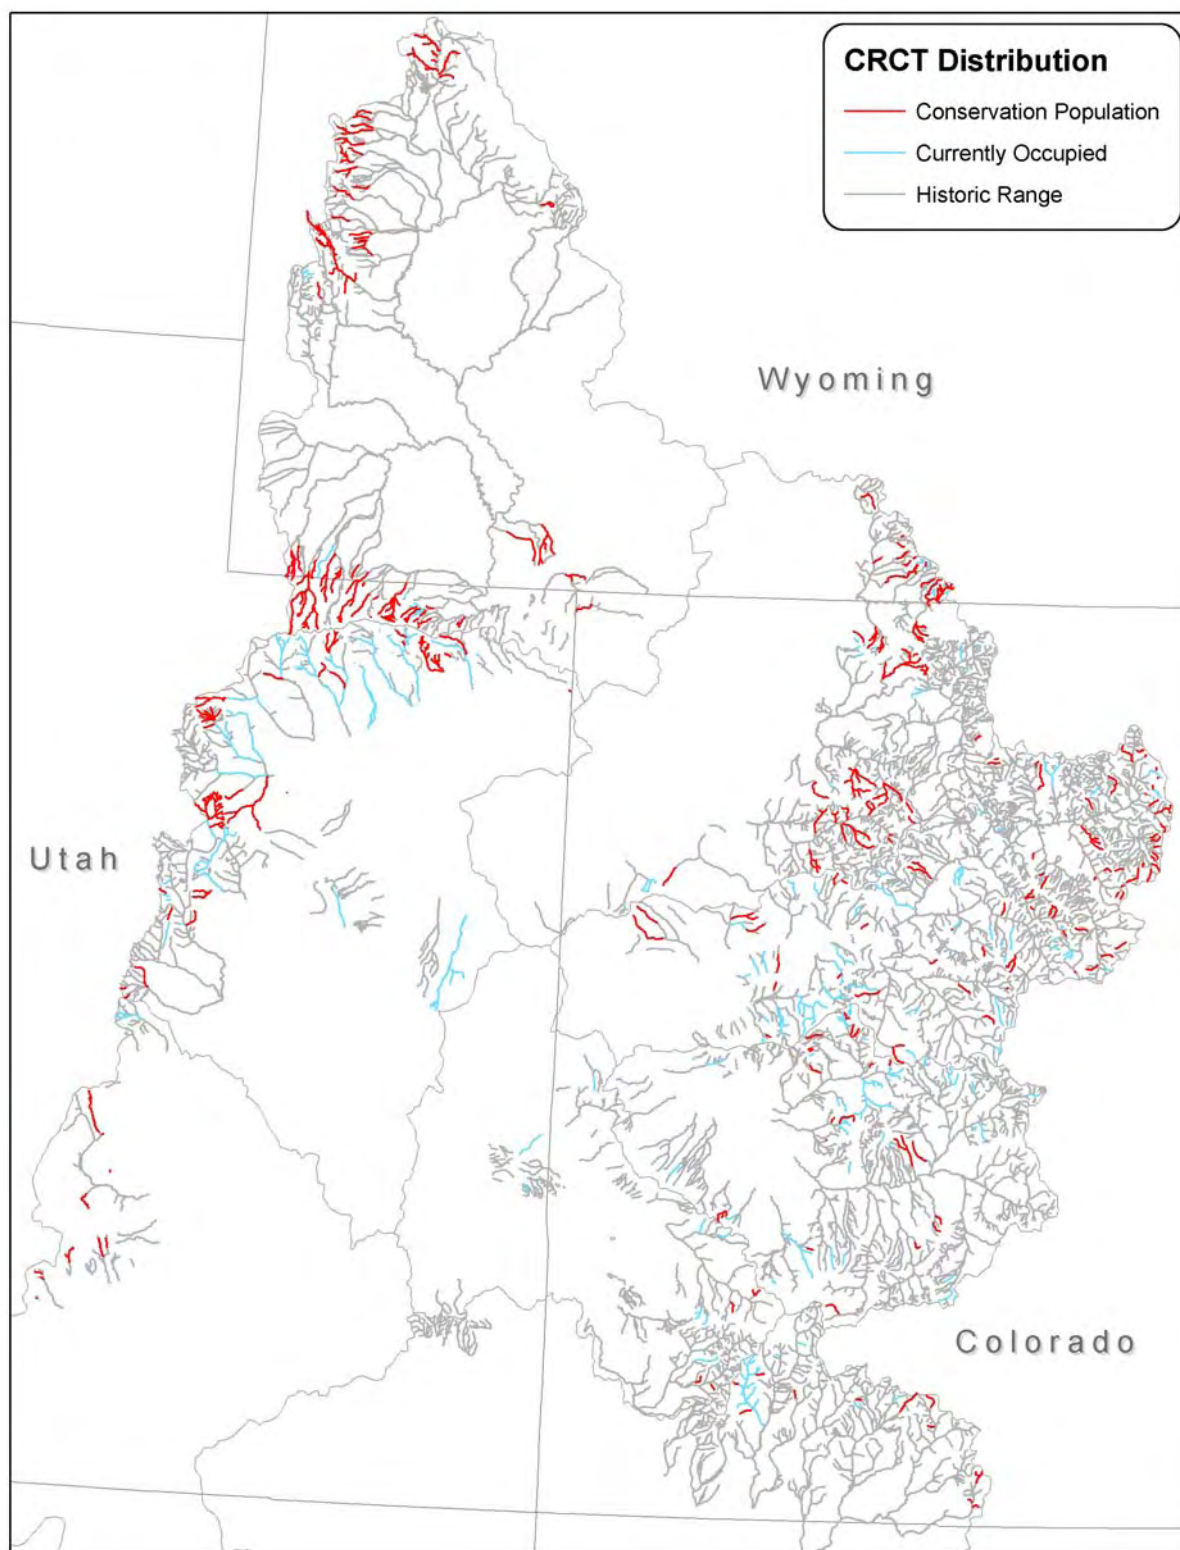 CRCT Distribution
Conservation Population
Currently Occupied
Historic Range
Wyoming
Utah
Colorado